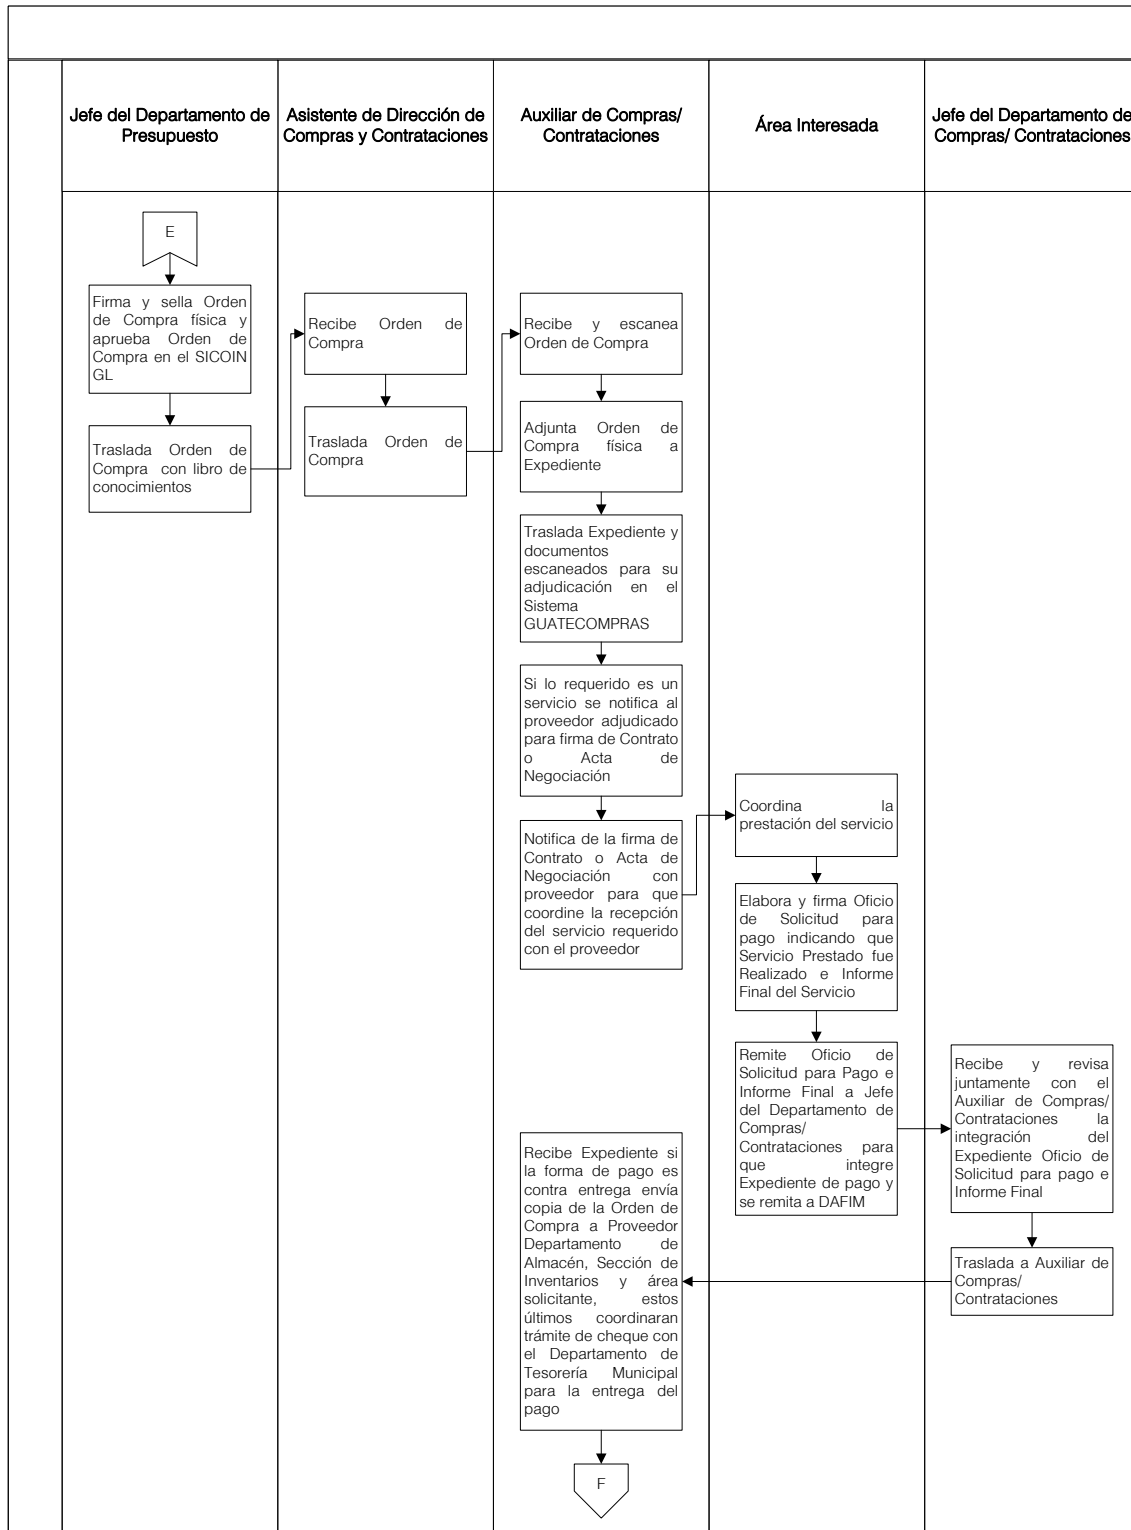 Jefe del Departamento de
Presupuesto
Asistente de Dirección de
Compras y Contrataciones
Auxiliar de Compras/
Contrataciones
Área Interesada
Jefe del Departamento de
Compras/ Contrataciones
E
Firma y sella Orden
de Compra física y
aprueba Orden de
Compra en el SICOIN
GL
Traslada Orden de
Compra con libro de
conocimientos
Recibe Orden de
Compra
Traslada Orden de
Compra
Recibe y escanea
Orden de Compra
Adjunta Orden de
Compra física a
Expediente
Traslada Expediente y
documentos
escaneados para su
adjudicación en el
Sistema
GUATECOMPRAS
Si lo requerido es un
servicio se notifica al
proveedor adjudicado
para firma de Contrato
o Acta de
Negociación
Notifica de la firma de
Contrato o Acta de
Negociación con
proveedor para que
coordine la recepción
del servicio requerido
con el proveedor
Coordina la
prestación del servicio
Elabora y firma Oficio
de Solicitud para
pago indicando que
Servicio Prestado fue
Realizado e Informe
Final del Servicio
Remite Oficio de
Solicitud para Pago e
Informe Final a Jefe
del Departamento de
Compras/
Contrataciones para
que integre
Expediente de pago y
se remita a DAFIM
Recibe y revisa
juntamente con el
Auxiliar de Compras/
Contrataciones la
integración del
Expediente Oficio de
Solicitud para pago e
Informe Final
Traslada a Auxiliar de
Compras/
Contrataciones
Recibe Expediente si
la forma de pago es
contra entrega envía
copia de la Orden de
Compra a Proveedor
Departamento de
Almacén, Sección de
Inventarios y área
solicitante, estos
últimos coordinaran
trámite de cheque con
el Departamento de
Tesorería Municipal
para la entrega del
pago
F